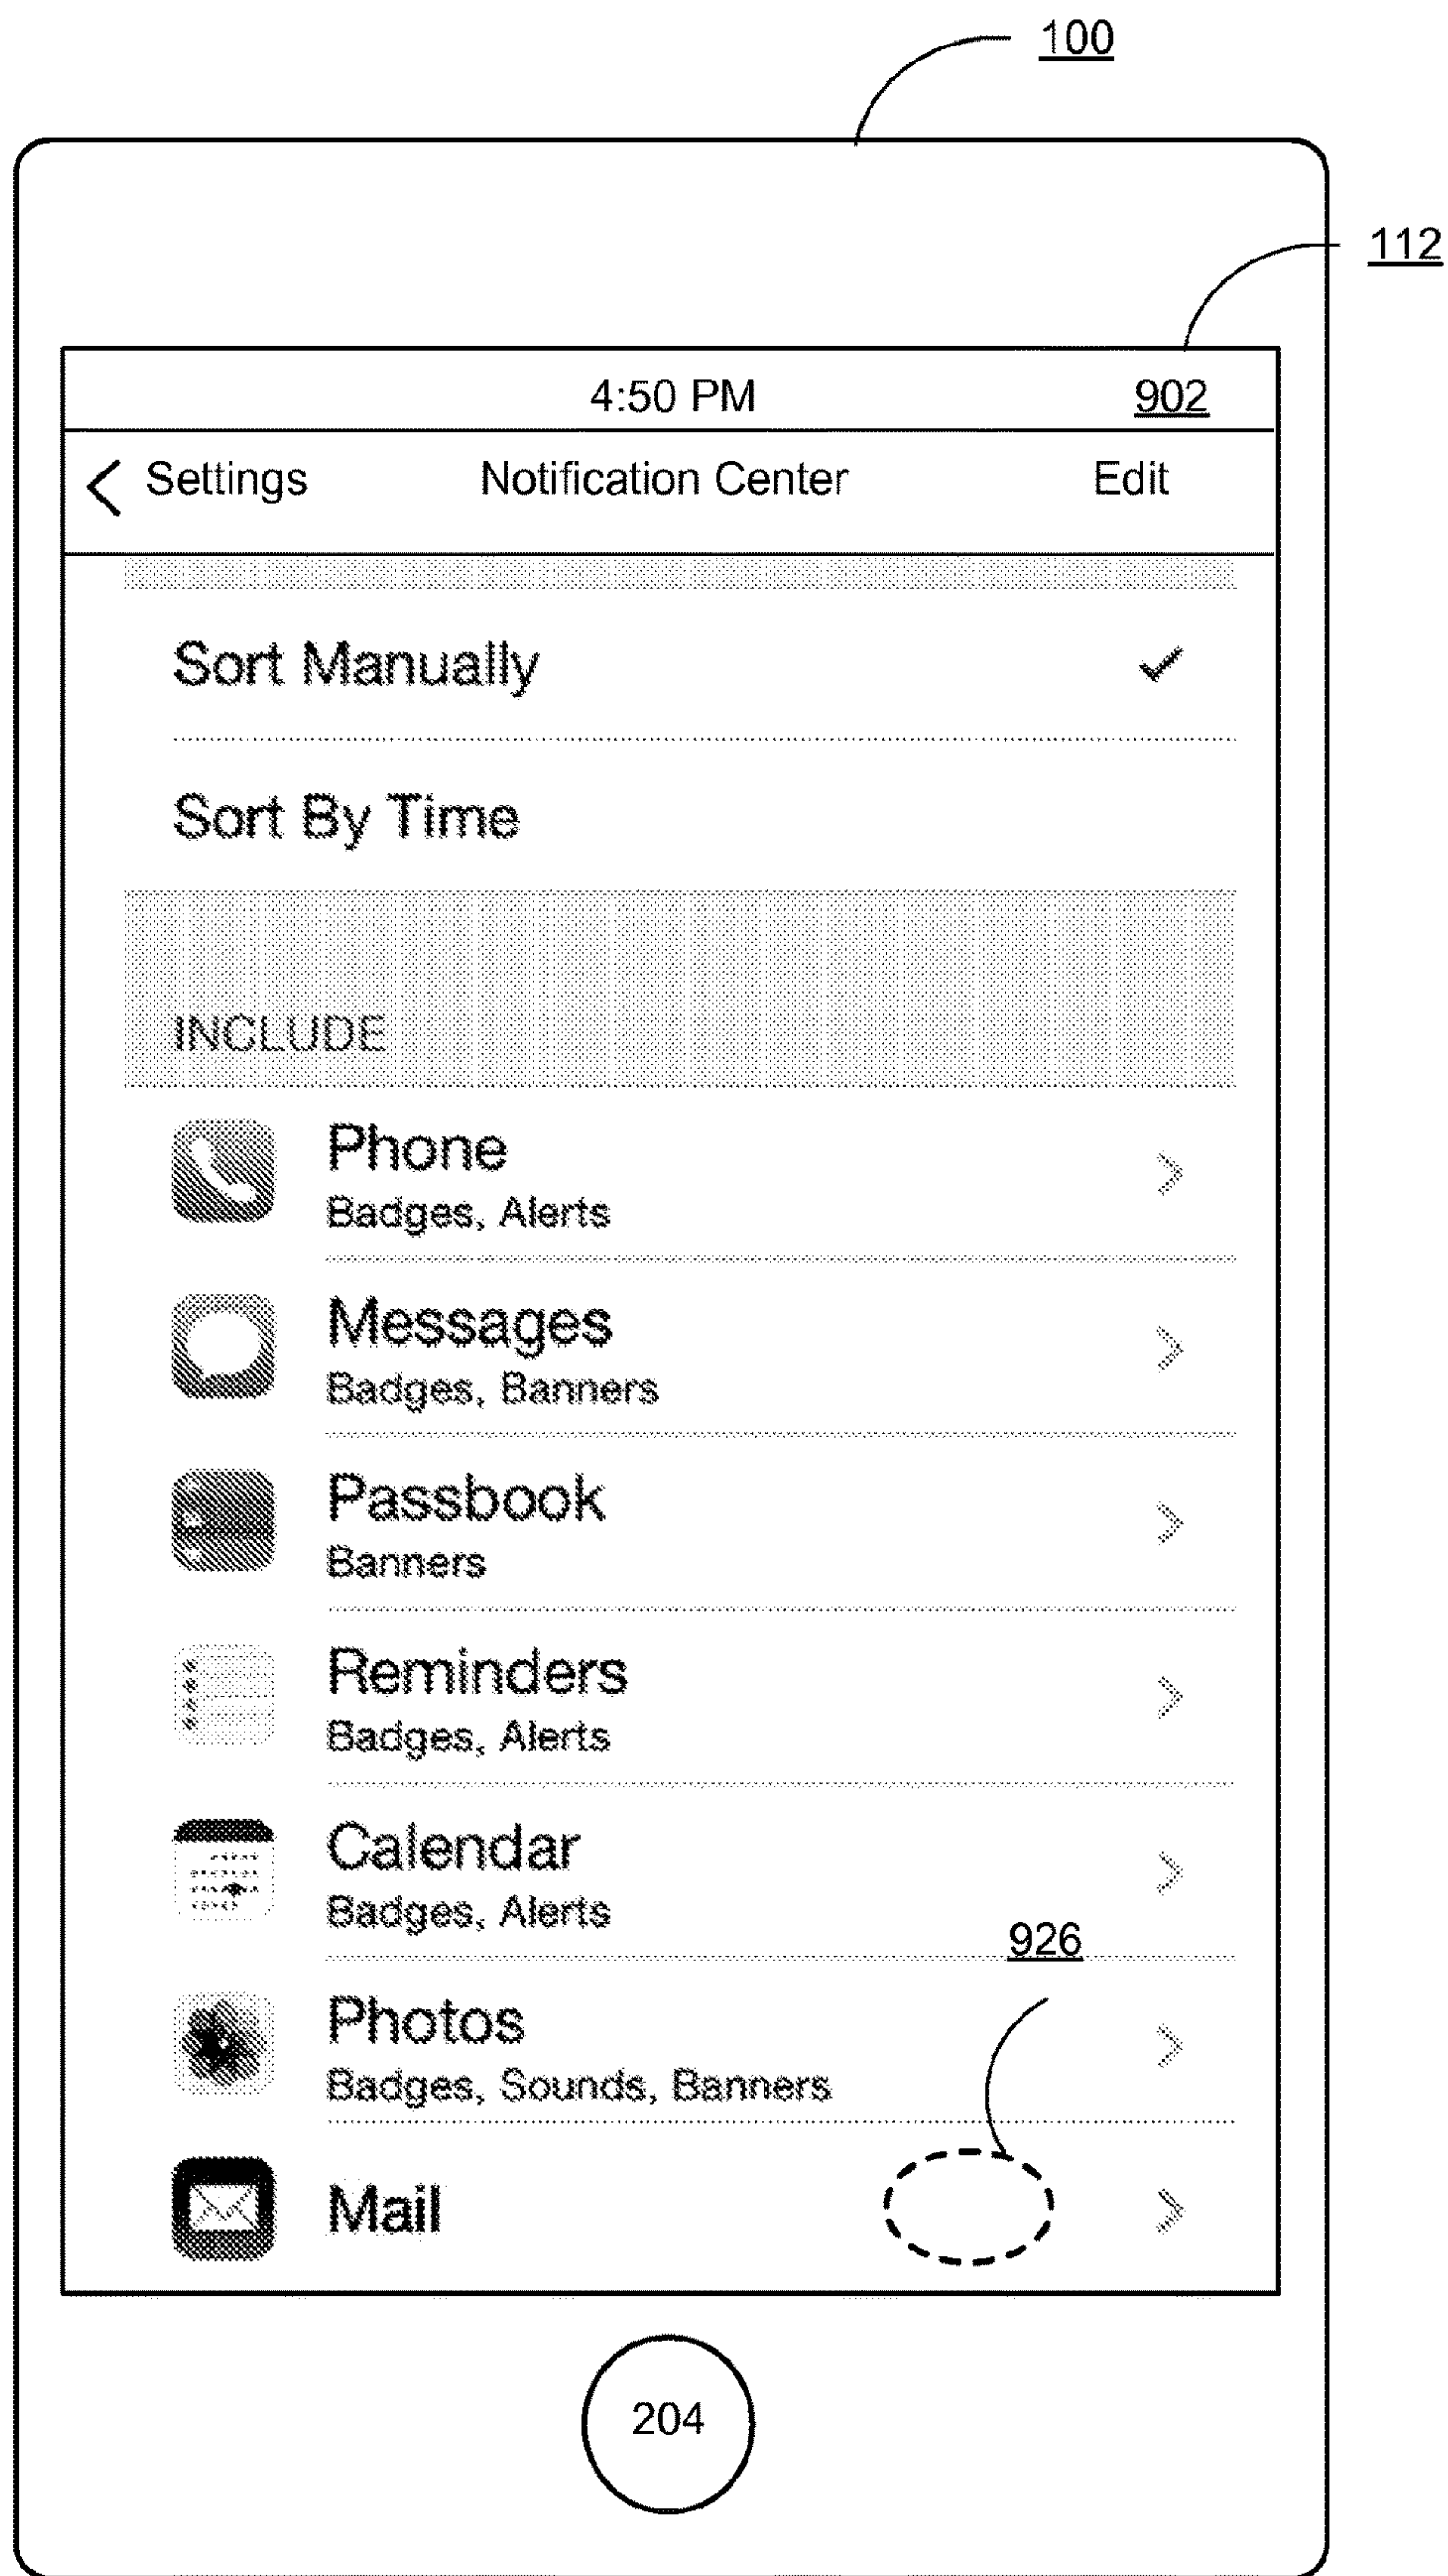 100
112
4:50 PM 902
Settings Notification Center Edit
Sort Manually
Sort By Time
INCLUDE
Phone
Badges, Alerts
Messages
Badges, Banners
Passbook
Banners
Reminders
Badges, Alerts
Calendar
Badges, Alerts
926
Photos
Badges, Sounds, Banners
Mail
204